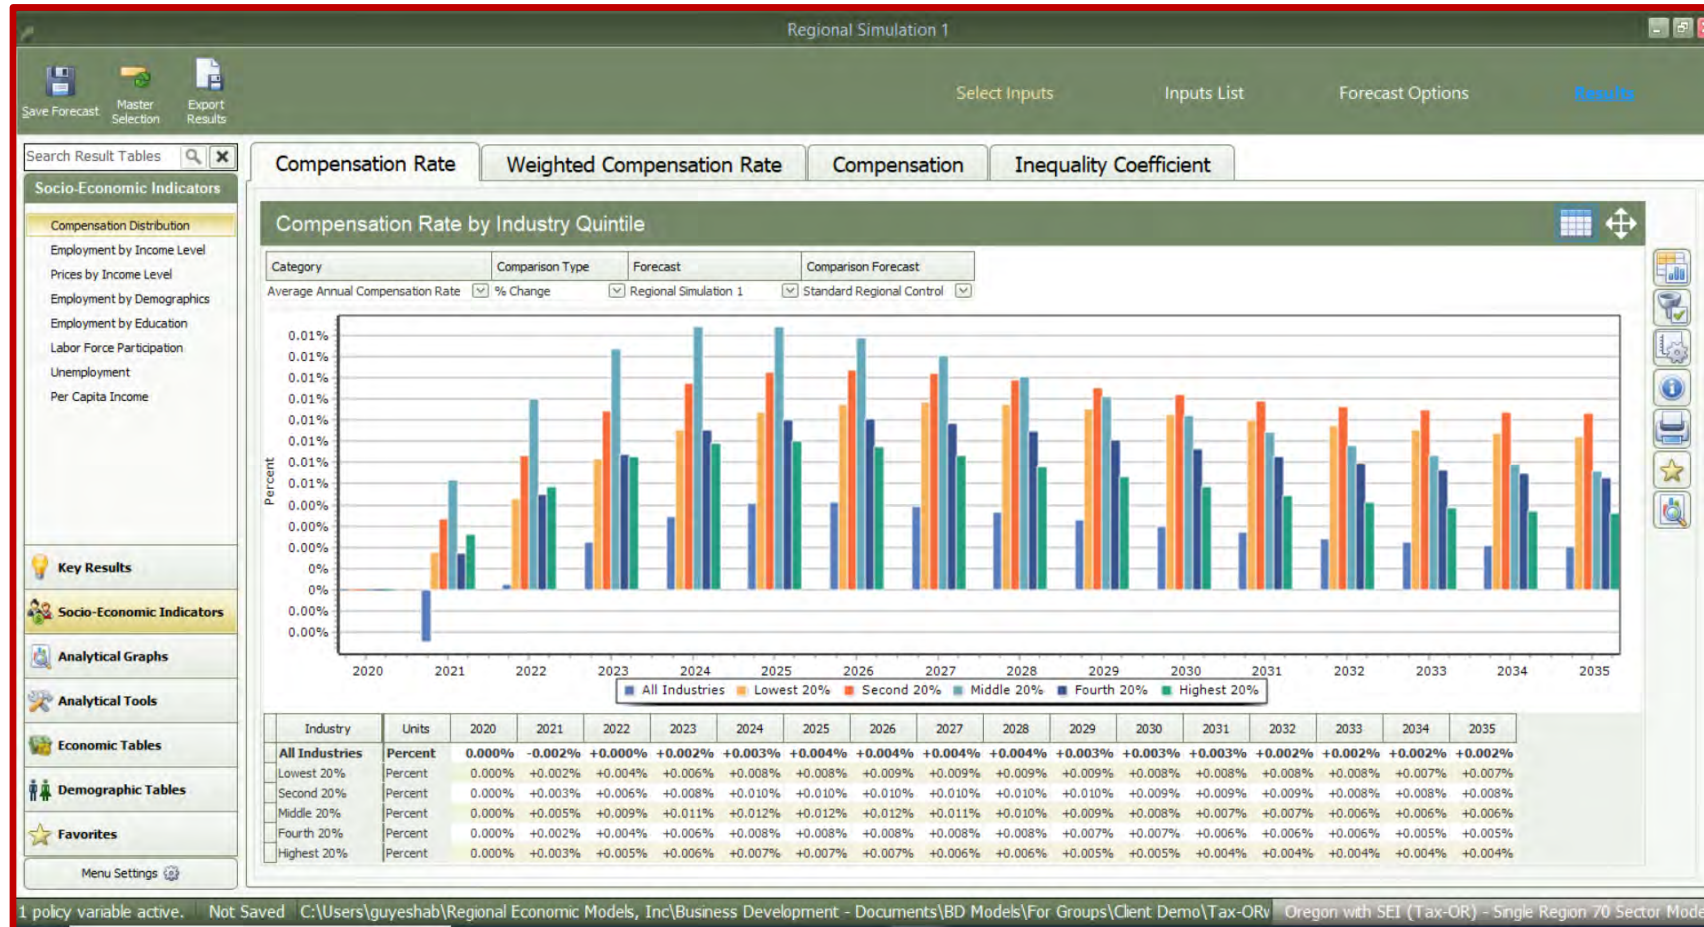 Regional Simulation 1
Save Forecast Master Selection Export Results Select Inputs Inputs List Forecast Options Results
Search Result Tables
Compensation Rate Weighted Compensation Rate Compensation Inequality Coefficient
Socio-Economic Indicators
Compensation Distribution
Employment by Income Level
Prices by Income Level
Employment by Demographics
Employment by Education
Labor Force Participation
Unemployment
Per Capita Income
Key Results
Socio-Economic Indicators
Analytical Graphs
Analytical Tools
Economic Tables
Demographic Tables
Favorites
Menu Settings
Compensation Rate by Industry Quintile
Category Comparison Type Forecast Comparison Forecast
Average Annual Compensation Rate % Change Regional Simulation 1 Standard Regional Control
Percent
0.01%
0.01%
0.01%
0.01%
0.01%
0.01%
0.01%
0.01%
0.00%
0.00%
0.00%
0%
0%
0.00%
0.00%
2020 2021 2022 2023 2024 2025 2026 2027 2028 2029 2030 2031 2032 2033 2034 2035
All Industries Lowest 20% Second 20% Middle 20% Fourth 20% Highest 20%
Industry Units 2020 2021 2022 2023 2024 2025 2026 2027 2028 2029 2030 2031 2032 2033 2034 2035
All Industries Percent 0.000% -0.002% +0.000% +0.002% +0.003% +0.004% +0.004% +0.004% +0.004% +0.003% +0.003% +0.003% +0.002% +0.002% +0.002% +0.002%
Lowest 20% Percent 0.000% +0.002% +0.004% +0.006% +0.008% +0.008% +0.009% +0.009% +0.009% +0.009% +0.008% +0.008% +0.008% +0.008% +0.007% +0.007%
Second 20% Percent 0.000% +0.003% +0.006% +0.008% +0.010% +0.010% +0.010% +0.010% +0.010% +0.010% +0.009% +0.009% +0.009% +0.008% +0.008% +0.008%
Middle 20% Percent 0.000% +0.005% +0.009% +0.011% +0.012% +0.012% +0.012% +0.011% +0.010% +0.009% +0.008% +0.007% +0.007% +0.006% +0.006% +0.006%
Fourth 20% Percent 0.000% +0.002% +0.004% +0.006% +0.008% +0.008% +0.008% +0.008% +0.008% +0.007% +0.007% +0.006% +0.006% +0.006% +0.005% +0.005%
Highest 20% Percent 0.000% +0.003% +0.005% +0.006% +0.007% +0.007% +0.007% +0.006% +0.006% +0.005% +0.005% +0.004% +0.004% +0.004% +0.004% +0.004%
1 policy variable active. Not Saved C:\Users\guyeshab\Regional Economic Models, Inc\Business Development - Documents\BD Models\For Groups\Client Demo\Tax-ORv Oregon with SEI (Tax-OR) - Single Region 70 Sector Mode